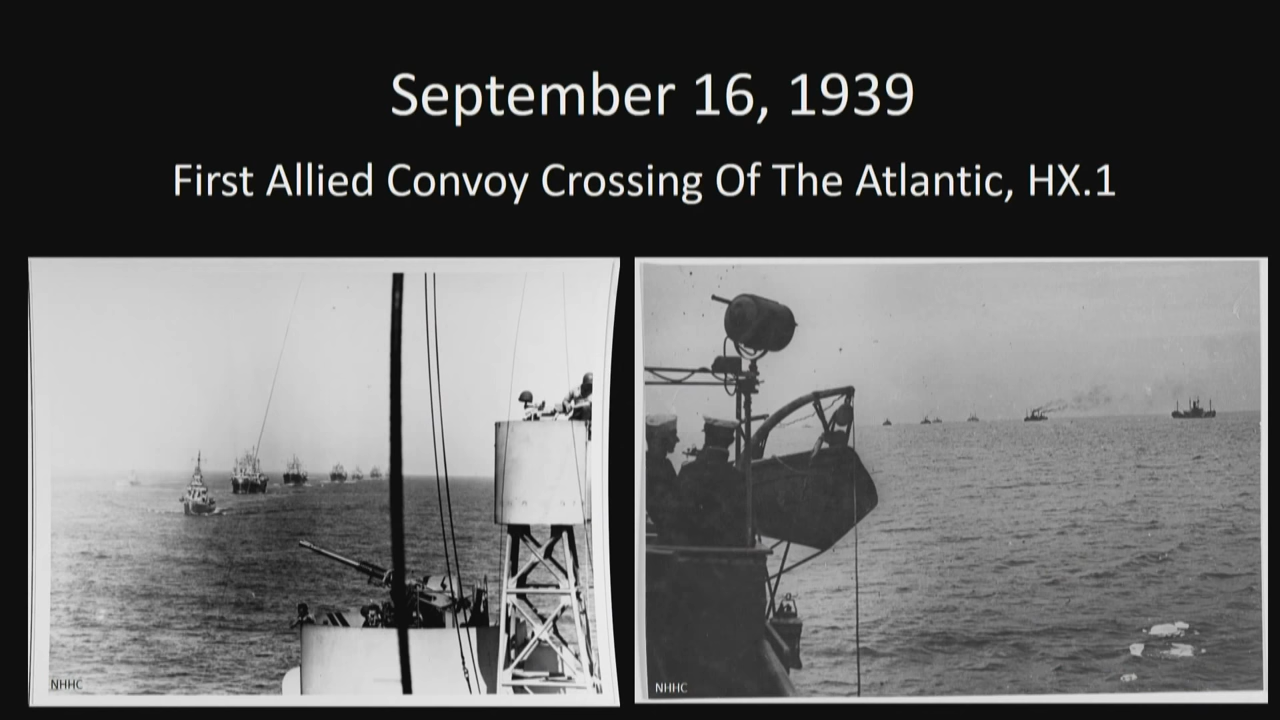 September 16, 1939
First Allied Convoy Crossing Of The Atlantic, HX.1
NHHC
NHHC